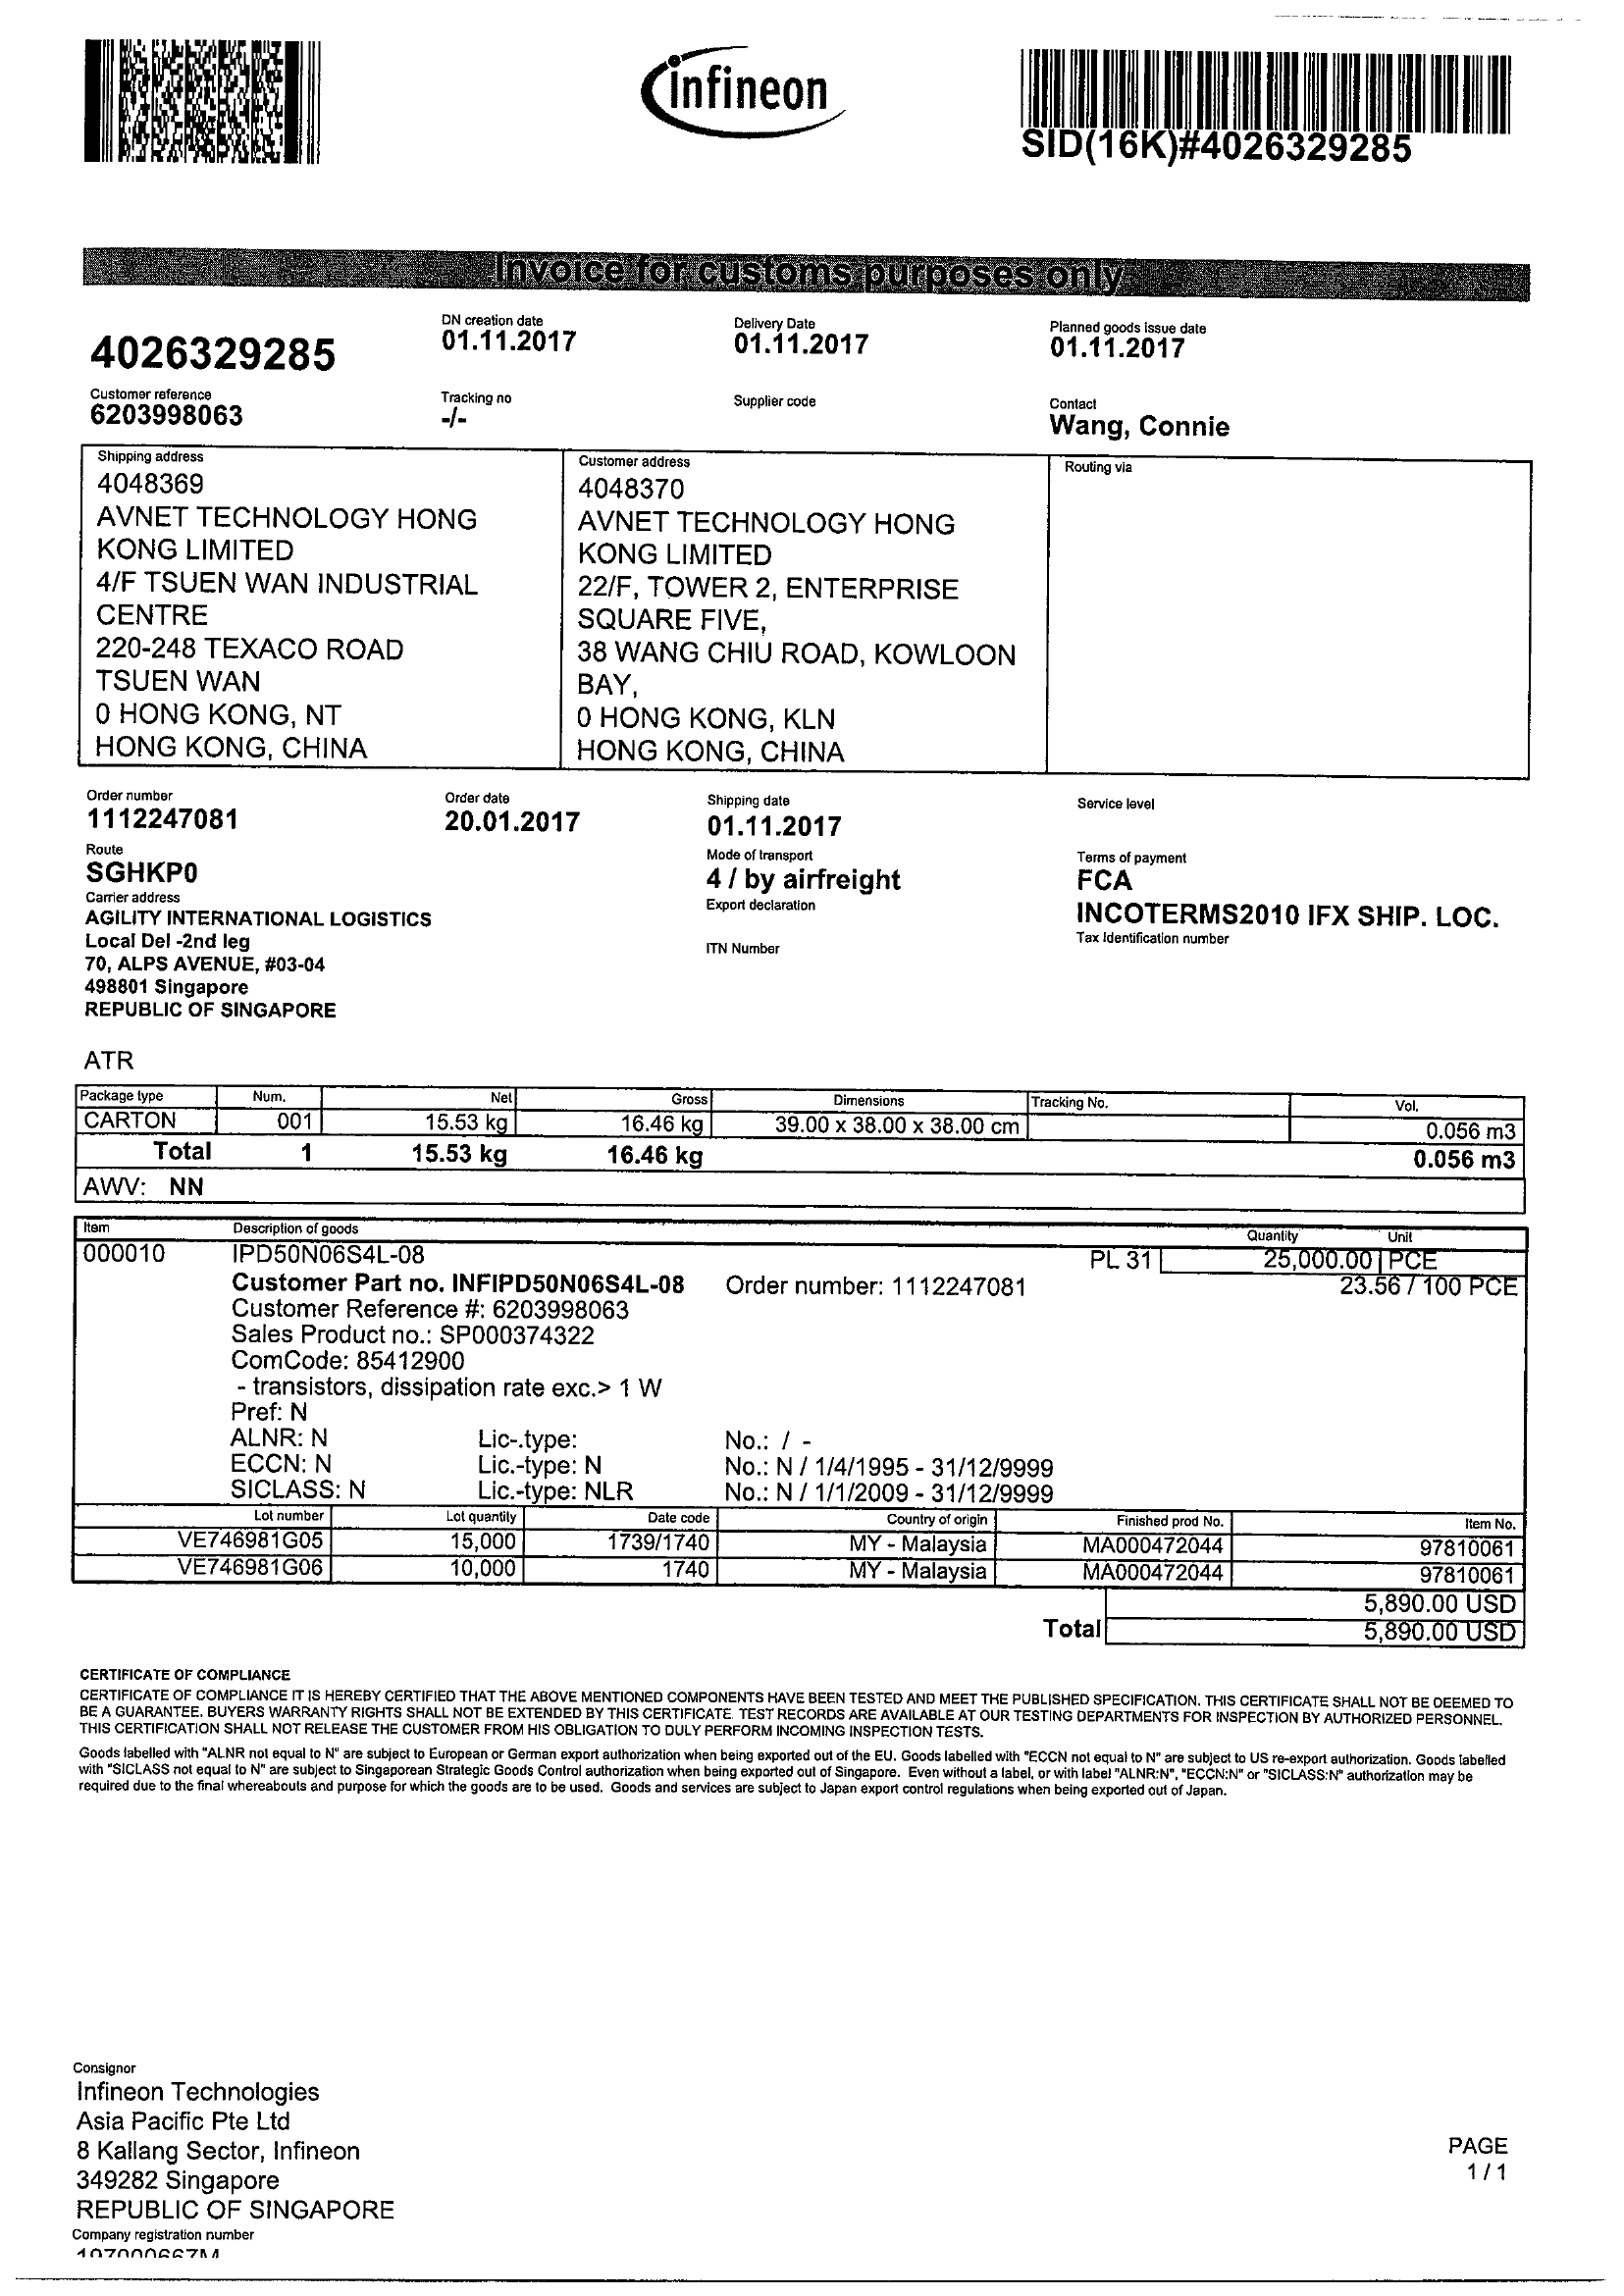 infineon
SID(16K)#4026329285
Invoice for customs purposes only
4026329285
DN creation date
01.11.2017
Delivery Date
01.11.2017
Planned goods issue date
01.11.2017
Customer reference
6203998063
Tracking no
-/-
Supplier code
Contact
Wang, Connie
Shipping address
4048369
AVNET TECHNOLOGY HONG
KONG LIMITED
4/F TSUEN WAN INDUSTRIAL
CENTRE
220-248 TEXACO ROAD
TSUEN WAN
0 HONG KONG, NT
HONG KONG, CHINA
Customer address
4048370
AVNET TECHNOLOGY HONG
KONG LIMITED
22/F, TOWER 2, ENTERPRISE
SQUARE FIVE,
38 WANG CHIU ROAD, KOWLOON
BAY,
0 HONG KONG, KLN
HONG KONG, CHINA
Routing via
Order number
1112247081
Order date
20.01.2017
Shipping date
01.11.2017
Service level
Route
SGHKP0
Mode of transport
4 / by airfreight
Terms of payment
FCA
INCOTERMS2010 IFX SHIP. LOC.
Carrier address
AGILITY INTERNATIONAL LOGISTICS
Local Del -2nd leg
70, ALPS AVENUE, #03-04
498801 Singapore
REPUBLIC OF SINGAPORE
Export declaration
ITN Number
Tax Identification number
ATR
Package type Num. Net Gross Dimensions Tracking No. Vol.
CARTON 001 15.53 kg 16.46 kg 39.00 x 38.00 x 38.00 cm 0.056 m3
Total 1 15.53 kg 16.46 kg 0.056 m3
AWV: NN
Item Description of goods Quantity Unit
000010 IPD50N06S4L-08 PL 31 25,000.00 PCE
Customer Part no. INFIPD50N06S4L-08 Order number: 1112247081 23.56 / 100 PCE
Customer Reference #: 6203998063
Sales Product no.: SP000374322
ComCode: 85412900
- transistors, dissipation rate exc.> 1 W
Pref: N
ALNR: N Lic-.type: No.: / -
ECCN: N Lic.-type: N No.: N / 1/4/1995 - 31/12/9999
SICLASS: N Lic.-type: NLR No.: N / 1/1/2009 - 31/12/9999
Lot number Lot quantity Date code Country of origin Finished prod No. Item No.
VE746981G05 15,000 1739/1740 MY - Malaysia MA000472044 97810061
VE746981G06 10,000 1740 MY - Malaysia MA000472044 97810061
5,890.00 USD
Total 5,890.00 USD
CERTIFICATE OF COMPLIANCE
CERTIFICATE OF COMPLIANCE IT IS HEREBY CERTIFIED THAT THE ABOVE MENTIONED COMPONENTS HAVE BEEN TESTED AND MEET THE PUBLISHED SPECIFICATION. THIS CERTIFICATE SHALL NOT BE DEEMED TO
BE A GUARANTEE. BUYERS WARRANTY RIGHTS SHALL NOT BE EXTENDED BY THIS CERTIFICATE. TEST RECORDS ARE AVAILABLE AT OUR TESTING DEPARTMENTS FOR INSPECTION BY AUTHORIZED PERSONNEL.
THIS CERTIFICATION SHALL NOT RELEASE THE CUSTOMER FROM HIS OBLIGATION TO DULY PERFORM INCOMING INSPECTION TESTS.
Goods labelled with "ALNR not equal to N" are subject to European or German export authorization when being exported out of the EU. Goods labelled with "ECCN not equal to N" are subject to US re-export authorization. Goods labelled
with "SICLASS not equal to N" are subject to Singaporean Strategic Goods Control authorization when being exported out of Singapore. Even without a label, or with label "ALNR:N", "ECCN:N" or "SICLASS:N" authorization may be
required due to the final whereabouts and purpose for which the goods are to be used. Goods and services are subject to Japan export control regulations when being exported out of Japan.
Consignor
Infineon Technologies
Asia Pacific Pte Ltd
8 Kallang Sector, Infineon
349282 Singapore
REPUBLIC OF SINGAPORE
Company registration number
PAGE
1 / 1